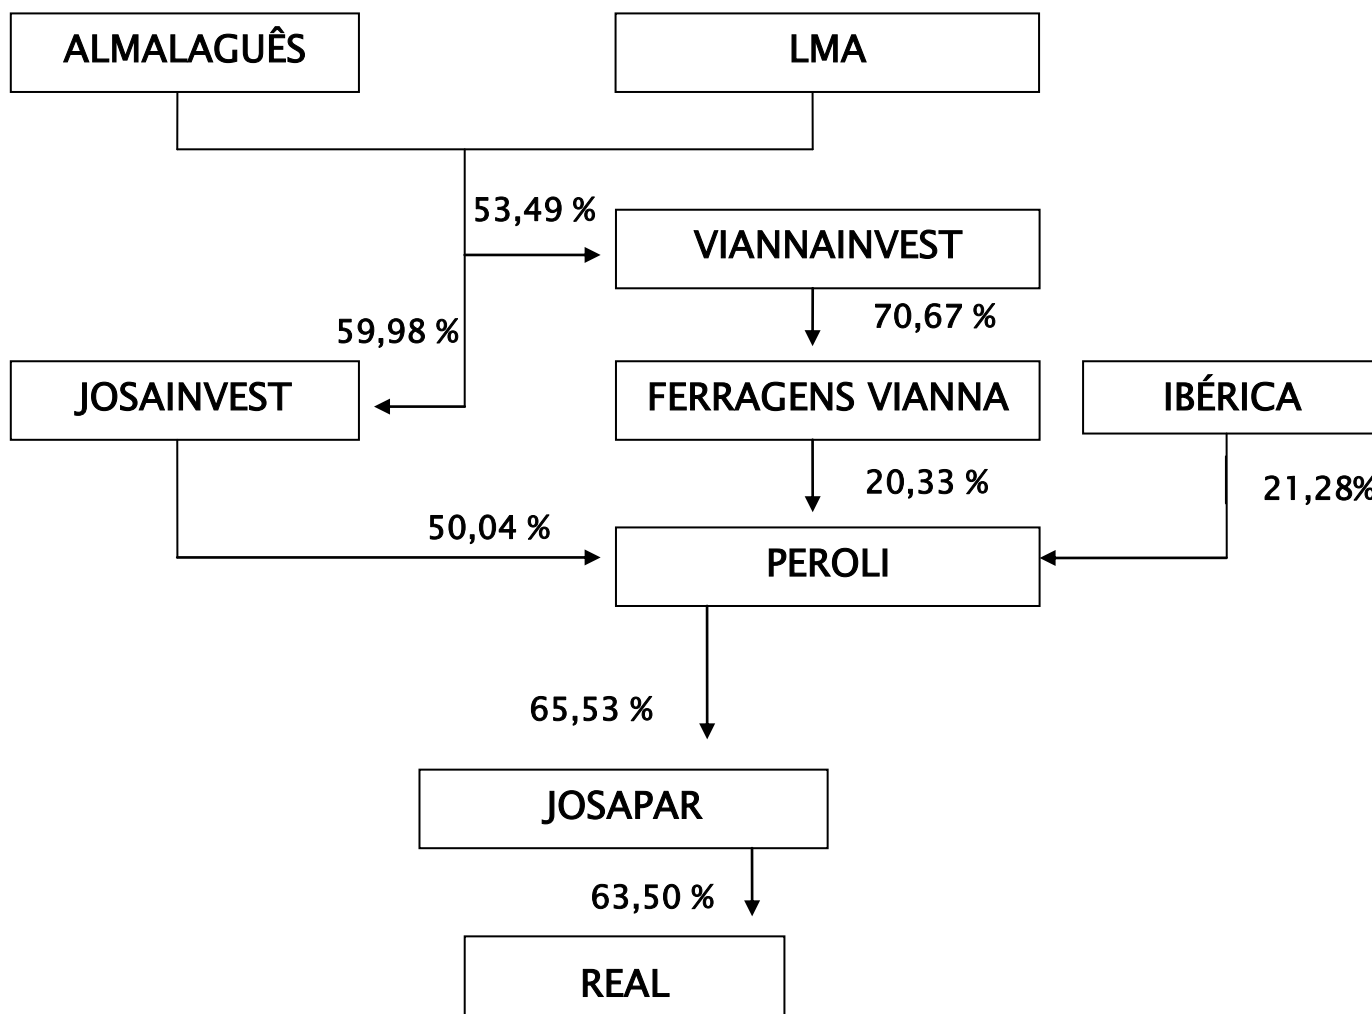 ALMALAGUÊS
LMA
53,49 %
VIANNAINVEST
70,67 %
59,98 %
JOSAINVEST
FERRAGENS VIANNA
IBÉRICA
20,33 %
21,28%
50,04 %
PEROLI
65,53 %
JOSAPAR
63,50 %
REAL